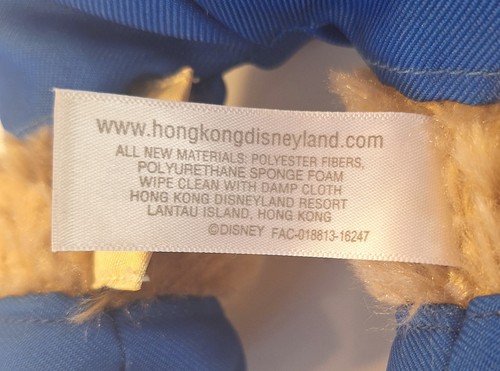 www.hongkongdisneyland.com
ALL NEW MATERIALS: POLYESTER FIBERS,
POLYURETHANE SPONGE FOAM
WIPE CLEAN WITH DAMP CLOTH
HONG KONG DISNEYLAND RESORT
LANTAU ISLAND, HONG KONG
©DISNEY FAC-018813-16247